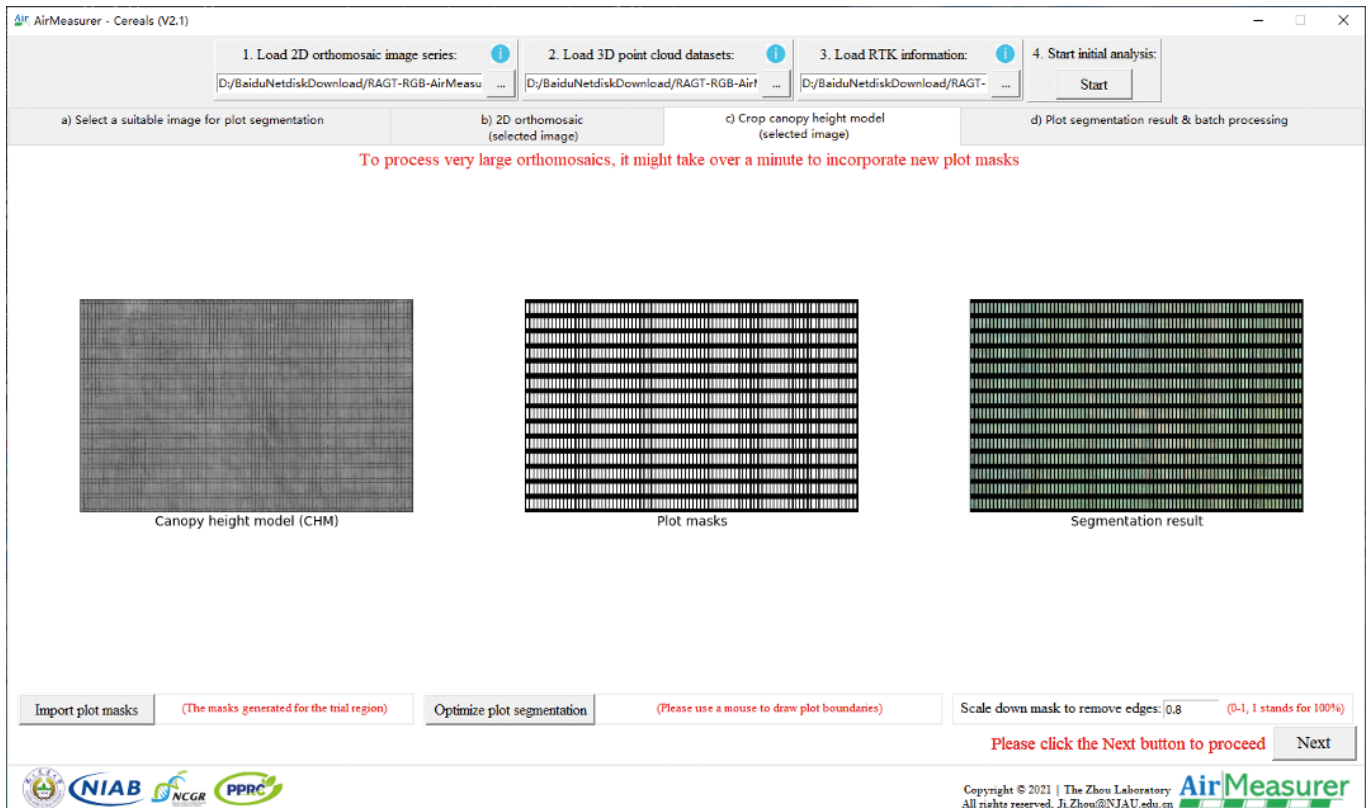 AirMeasurer - Cereals (V2.1)
1. Load 2D orthomosaic image series:
D:/BaiduNetdiskDownload/RAGT-RGB-AirMeasu ...
2. Load 3D point cloud datasets:
D:/BaiduNetdiskDownload/RAGT-RGB-Air ...
3. Load RTK information:
D:/BaiduNetdiskDownload/RAGT- ...
4. Start initial analysis:
Start
a) Select a suitable image for plot segmentation
b) 2D orthomosaic
(selected image)
c) Crop canopy height model
(selected image)
d) Plot segmentation result & batch processing
To process very large orthomosaics, it might take over a minute to incorporate new plot masks
Canopy height model (CHM)
Plot masks
Segmentation result
Import plot masks
(The masks generated for the trial region)
Optimize plot segmentation
(Please use a mouse to draw plot boundaries)
Scale down mask to remove edges: 0.8
(0-1, 1 stands for 100%)
Please click the Next button to proceed
Next
NIAB
NCGR
PPRC
Copyright © 2021 | The Zhou Laboratory
All rights reserved. Ji.Zhou@NJAU.edu.cn
AirMeasurer